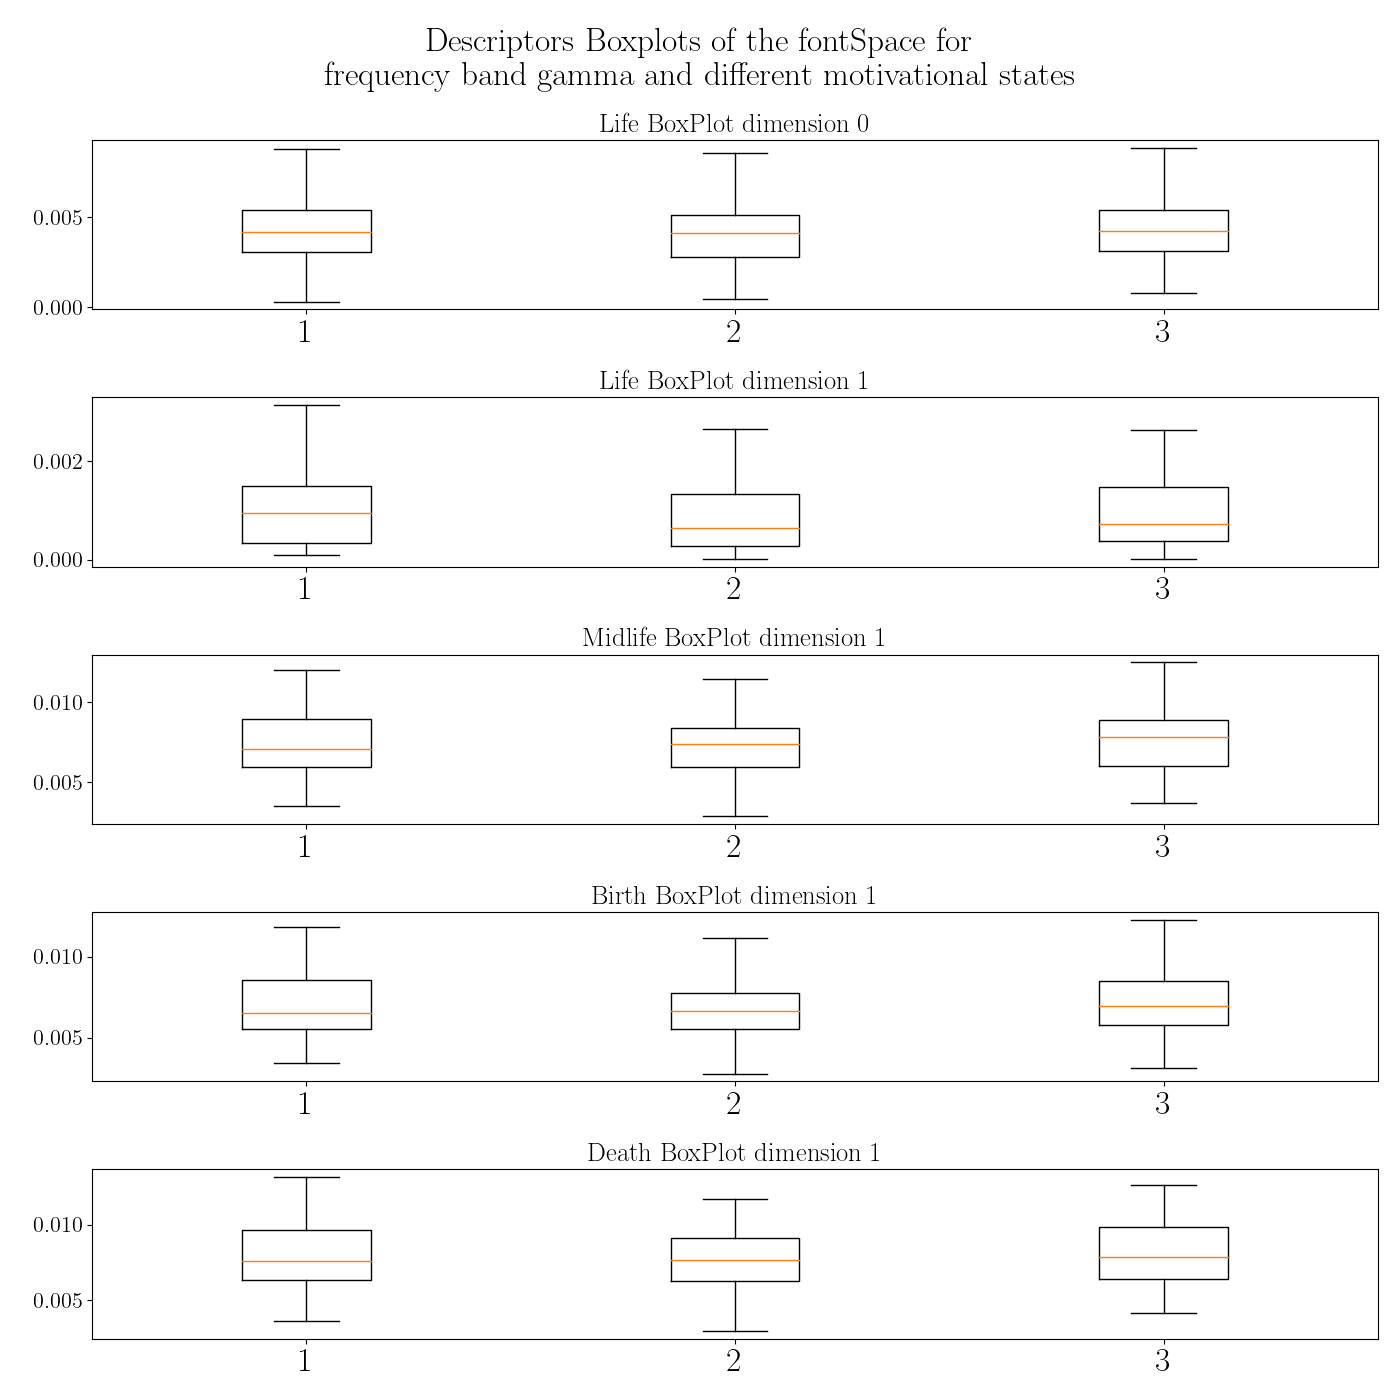 Descriptors Boxplots of the fontSpace for
frequency band gamma and different motivational states
Life BoxPlot dimension 0
0.005
0.000
1 2 3
Life BoxPlot dimension 1
0.002
0.000
1 2 3
Midlife BoxPlot dimension 1
0.010
0.005
1 2 3
Birth BoxPlot dimension 1
0.010
0.005
1 2 3
Death BoxPlot dimension 1
0.010
0.005
1 2 3